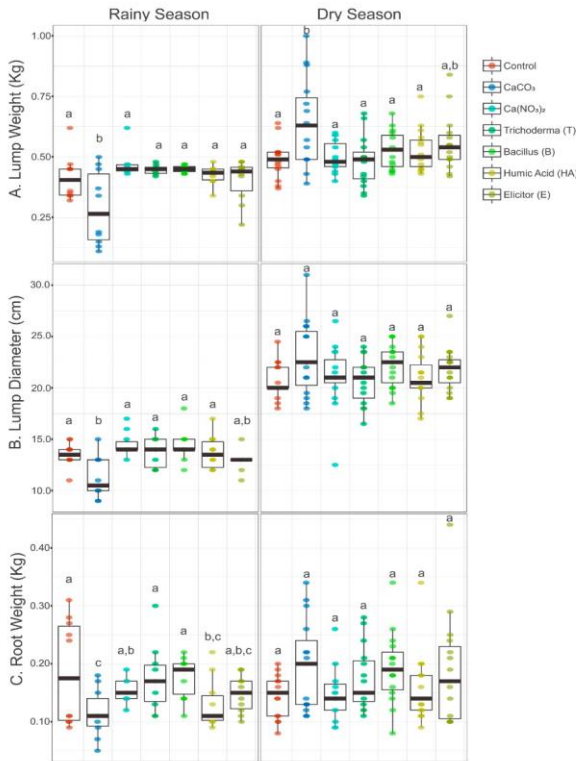 Rainy Season Dry Season
A. Lump Weight (Kg)
1.00
0.75
0.50
0.25
a b a a a a a
a b a a a a a,b
B. Lump Diameter (cm)
30.0
25.0
20.0
15.0
10.0
a b a a a a a,b
a a a a a a a
C. Root Weight (Kg)
0.40
0.30
0.20
0.10
a c a,b a a b,c a,b,c
a a a a a a a
Control
CaCO₃
Ca(NO₃)₂
Trichoderma (T)
Bacillus (B)
Humic Acid (HA)
Elicitor (E)